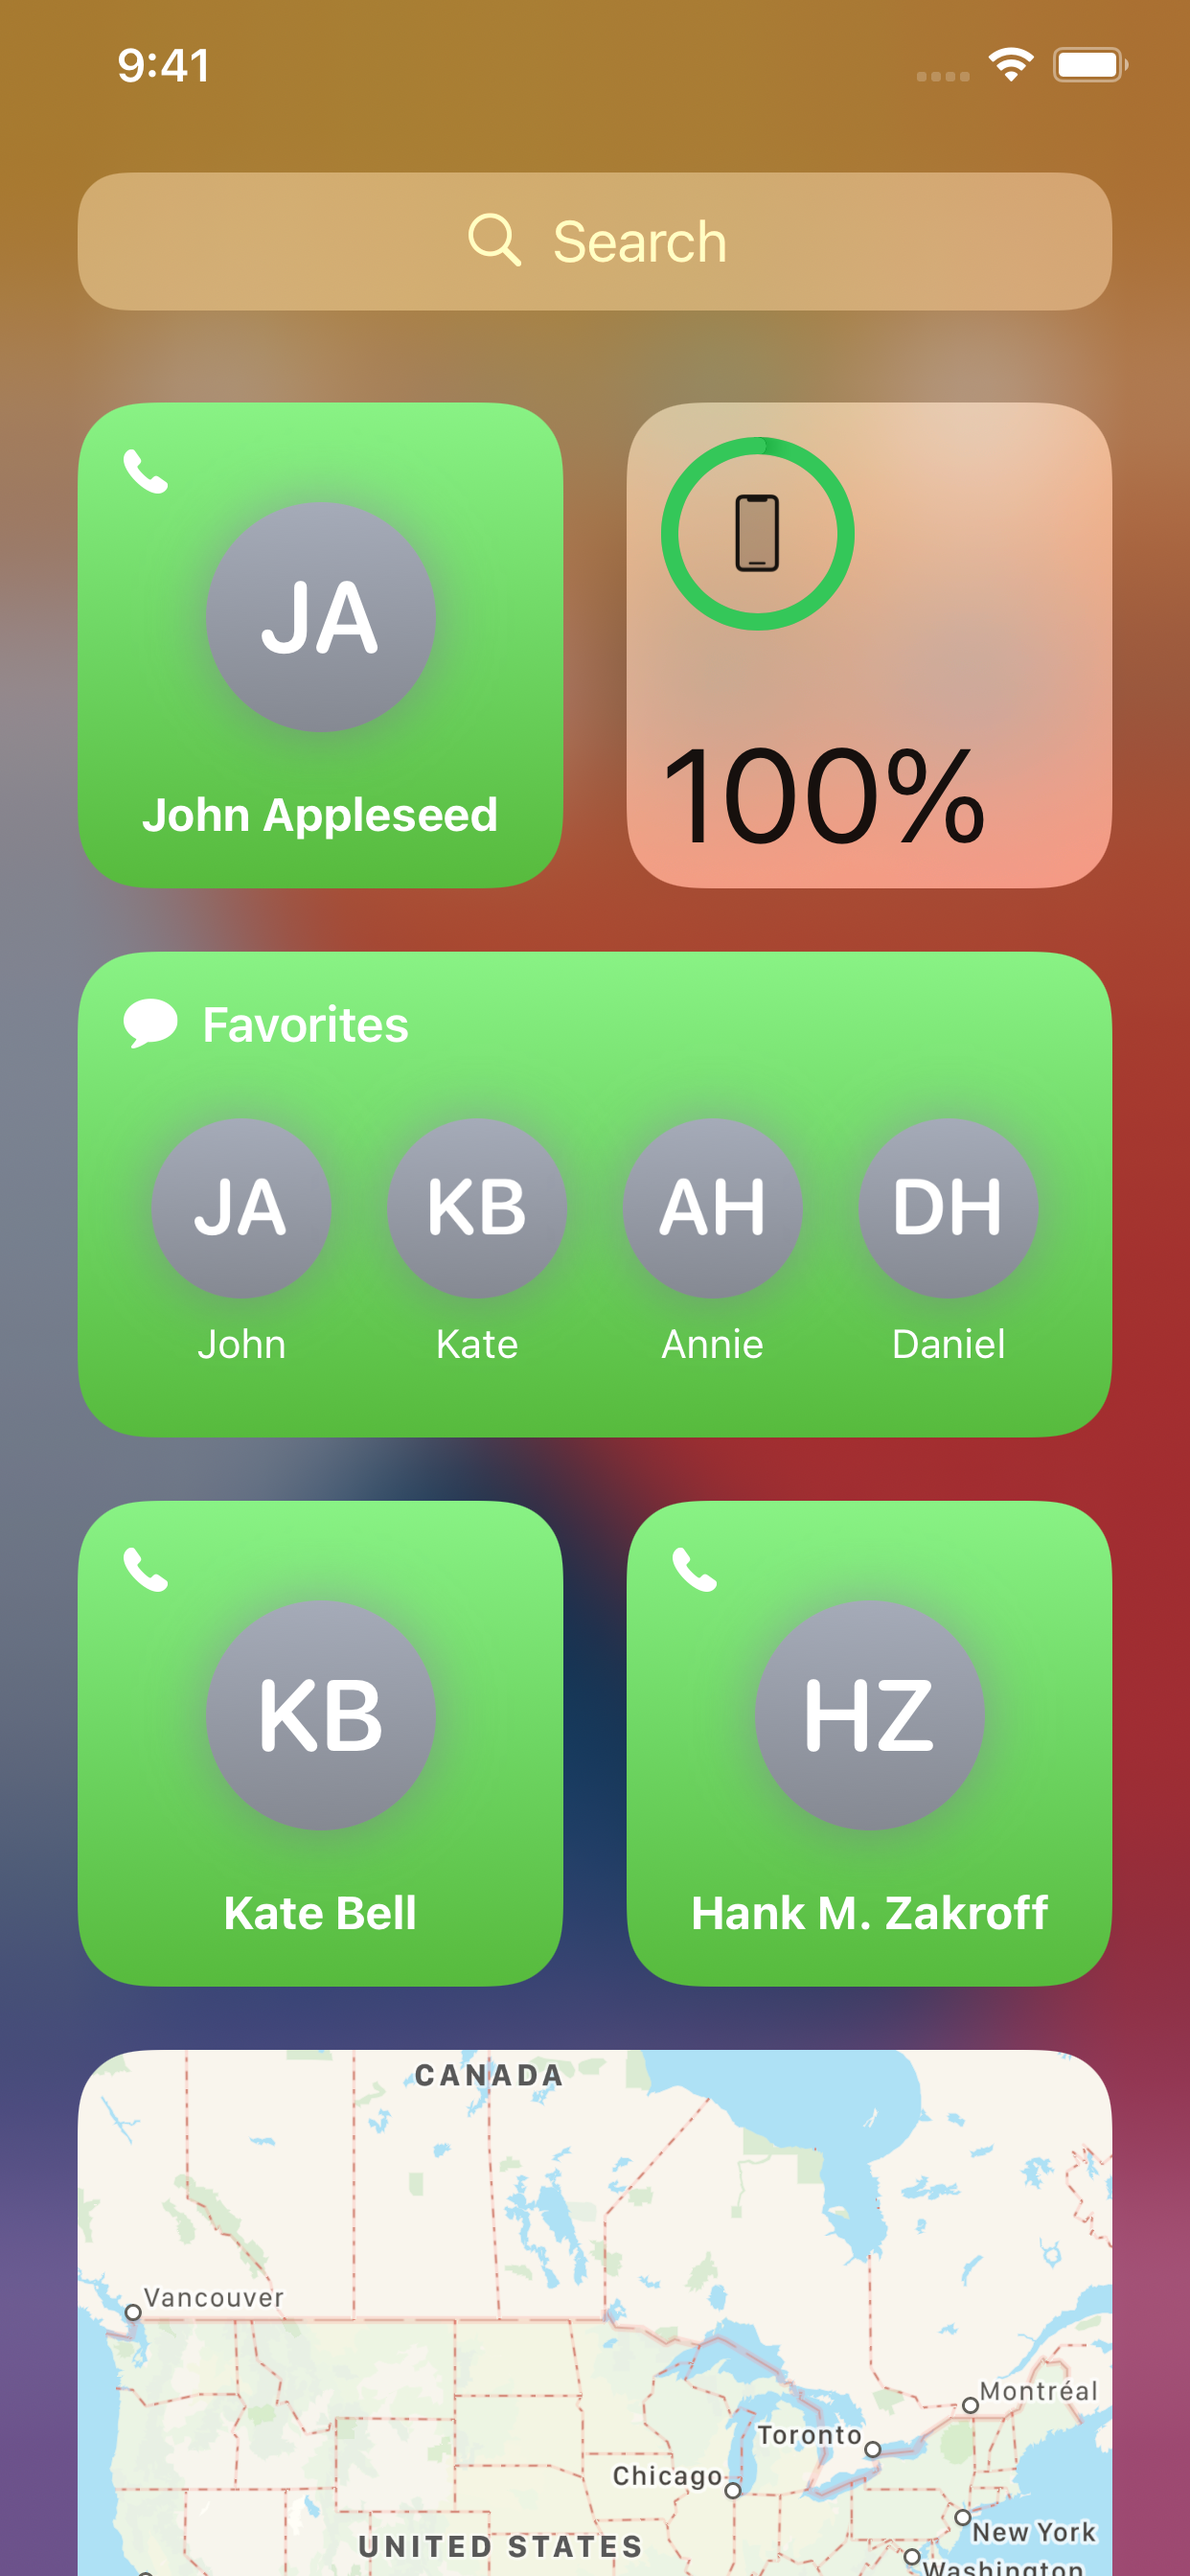 9:41
Search
JA
John Appleseed
100%
Favorites
JA KB AH DH
John Kate Annie Daniel
KB
Kate Bell
HZ
Hank M. Zakroff
CANADA
Vancouver
Montréal
Toronto
Chicago
New York
UNITED STATES
Washington